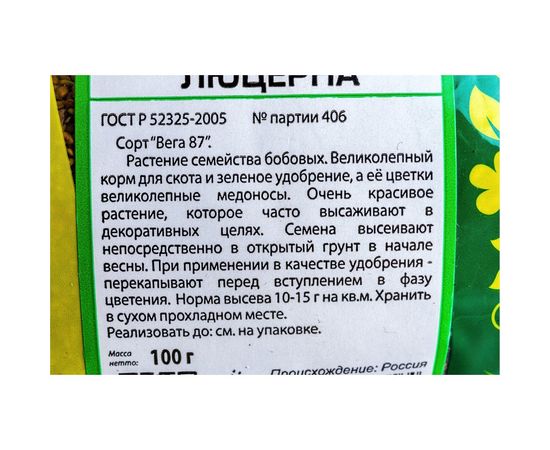 ЛЮЦЕРНА
ГОСТ Р 52325-2005 № партии 406
Сорт "Вега 87".
Растение семейства бобовых. Великолепный
корм для скота и зеленое удобрение, а её цветки
великолепные медоносы. Очень красивое
растение, которое часто высаживают в
декоративных целях. Семена высеивают
непосредственно в открытый грунт в начале
весны. При применении в качестве удобрения -
перекапывают перед вступлением в фазу
цветения. Норма высева 10-15 г на кв.м. Хранить
в сухом прохладном месте.
Реализовать до: см. на упаковке.
Масса
нетто: 100 г
Происхождение: Россия